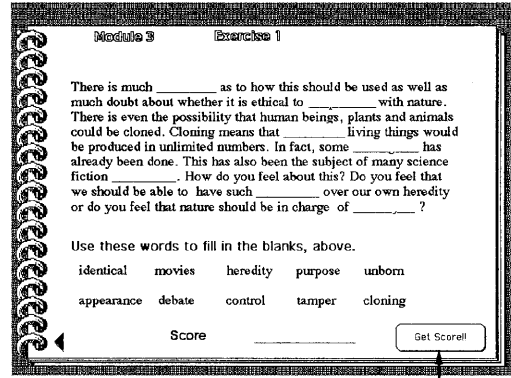 Module 3 Exercise 1
There is much ________ as to how this should be used as well as
much doubt about whether it is ethical to ________ with nature.
There is even the possibility that human beings, plants and animals
could be cloned. Cloning means that ________ living things would
be produced in unlimited numbers. In fact, some ________ has
already been done. This has also been the subject of many science
fiction ________. How do you feel about this? Do you feel that
we should be able to have such ________ over our own heredity
or do you feel that nature should be in charge of ________ ?
Use these words to fill in the blanks, above.
identical movies heredity purpose unborn
appearance debate control tamper cloning
Score ________ Get Score!!